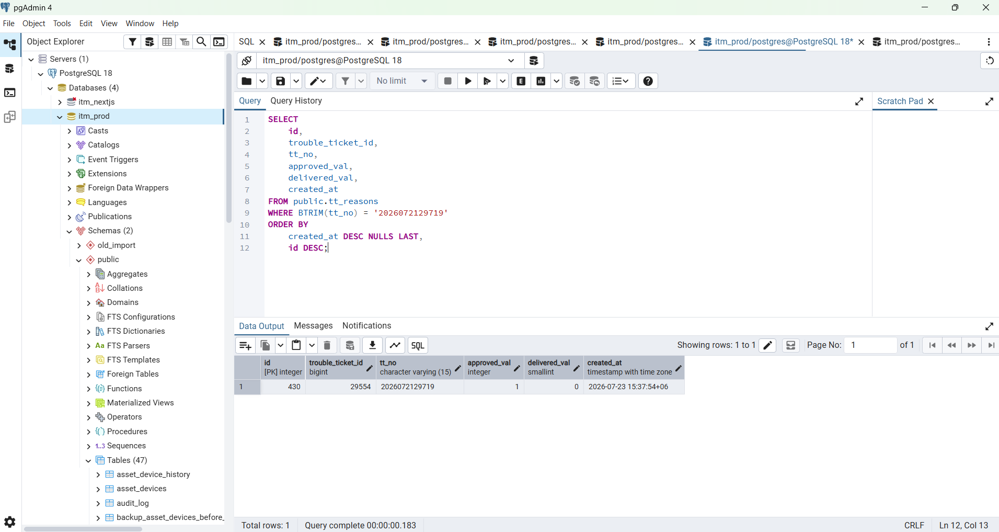 pgAdmin 4
File Object Tools Edit View Window Help
Object Explorer
Servers (1)
PostgreSQL 18
Databases (4)
itm_nextjs
itm_prod
Casts
Catalogs
Event Triggers
Extensions
Foreign Data Wrappers
Languages
Publications
Schemas (2)
old_import
public
Aggregates
Collations
Domains
FTS Configurations
FTS Dictionaries
Aa FTS Parsers
FTS Templates
Foreign Tables
Functions
Materialized Views
Operators
Procedures
1..3 Sequences
Tables (47)
asset_device_history
asset_devices
audit_log
backup_asset_devices_before_
SQL itm_prod/postgres... itm_prod/postgres... itm_prod/postgres... itm_prod/postgres... itm_prod/postgres@PostgreSQL 18* itm_prod/postgres...
itm_prod/postgres@PostgreSQL 18
No limit E
Query Query History
Scratch Pad
1 SELECT
2 id,
3 trouble_ticket_id,
4 tt_no,
5 approved_val,
6 delivered_val,
7 created_at
8 FROM public.tt_reasons
9 WHERE BTRIM(tt_no) = '2026072129719'
10 ORDER BY
11 created_at DESC NULLS LAST,
12 id DESC;
Data Output Messages Notifications
SQL Showing rows: 1 to 1 Page No: 1 of 1
id trouble_ticket_id tt_no approved_val delivered_val created_at
[PK] integer bigint character varying (15) integer smallint timestamp with time zone
1 430 29554 2026072129719 1 0 2026-07-23 15:37:54+06
Total rows: 1 Query complete 00:00:00.183 CRLF Ln 12, Col 13